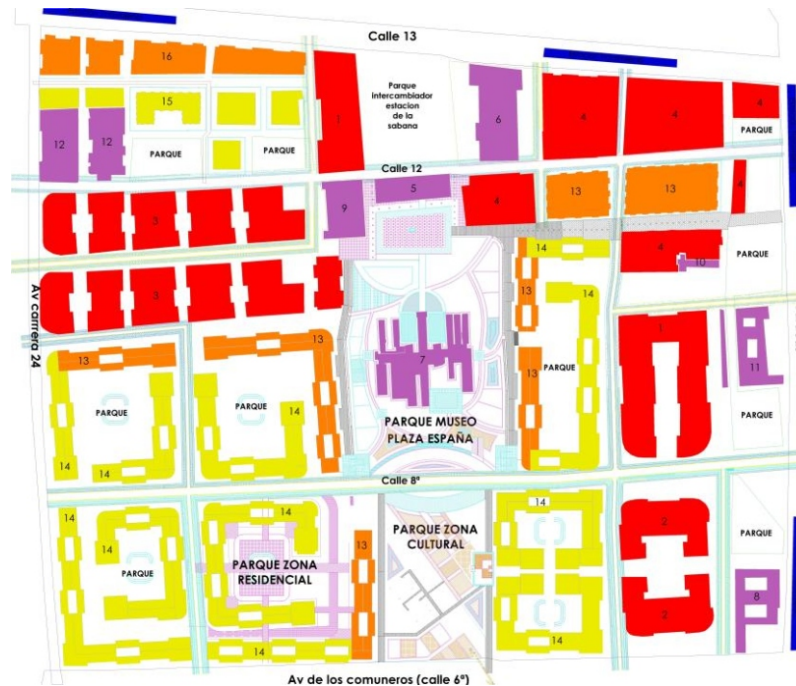 Calle 13
16
1
Parque
intercambiador
estacion
de la
sabana
6
4
4
4
PARQUE
15
12
12
PARQUE
PARQUE
Calle 12
3
9
5
4
13
13
4
14
4
10
PARQUE
3
13
14
Av carrrera 24
13
13
7
13
PARQUE
1
11
PARQUE
14
PARQUE
PARQUE
14
PARQUE MUSEO
PLAZA ESPAÑA
14
14
Calle 8ª
14
14
14
14
PARQUE
PARQUE ZONA
RESIDENCIAL
13
PARQUE ZONA
CULTURAL
2
PARQUE
8
2
14
14
Av de los comuneros (calle 6ª)